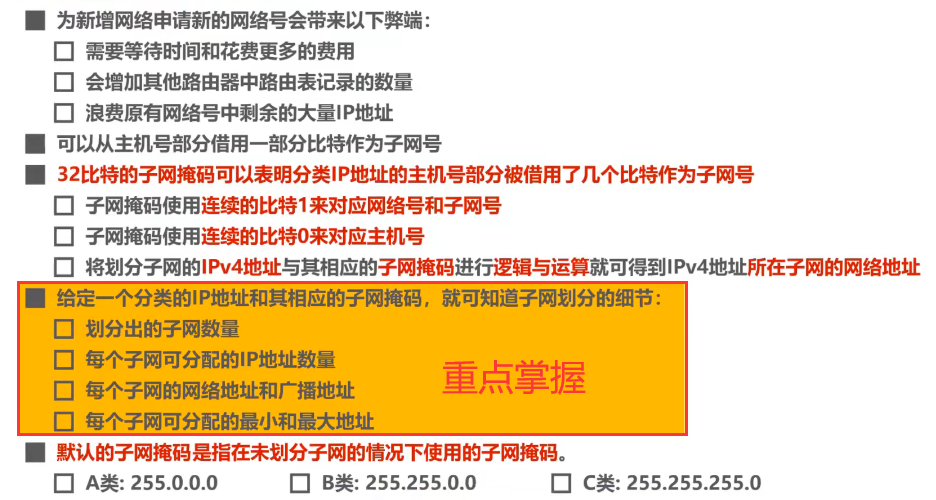 为新增网络申请新的网络号会带来以下弊端：
需要等待时间和花费更多的费用
会增加其他路由器中路由表记录的数量
浪费原有网络号中剩余的大量IP地址
可以从主机号部分借用一部分比特作为子网号
32比特的子网掩码可以表明分类IP地址的主机号部分被借用了几个比特作为子网号
子网掩码使用连续的比特1来对应网络号和子网号
子网掩码使用连续的比特0来对应主机号
将划分子网的IPv4地址与其相应的子网掩码进行逻辑与运算就可得到IPv4地址所在子网的网络地址
给定一个分类的IP地址和其相应的子网掩码，就可知道子网划分的细节：
划分出的子网数量
每个子网可分配的IP地址数量
每个子网的网络地址和广播地址
每个子网可分配的最小和最大地址
重点掌握
默认的子网掩码是指在未划分子网的情况下使用的子网掩码。
A类: 255.0.0.0 B类: 255.255.0.0 C类: 255.255.255.0